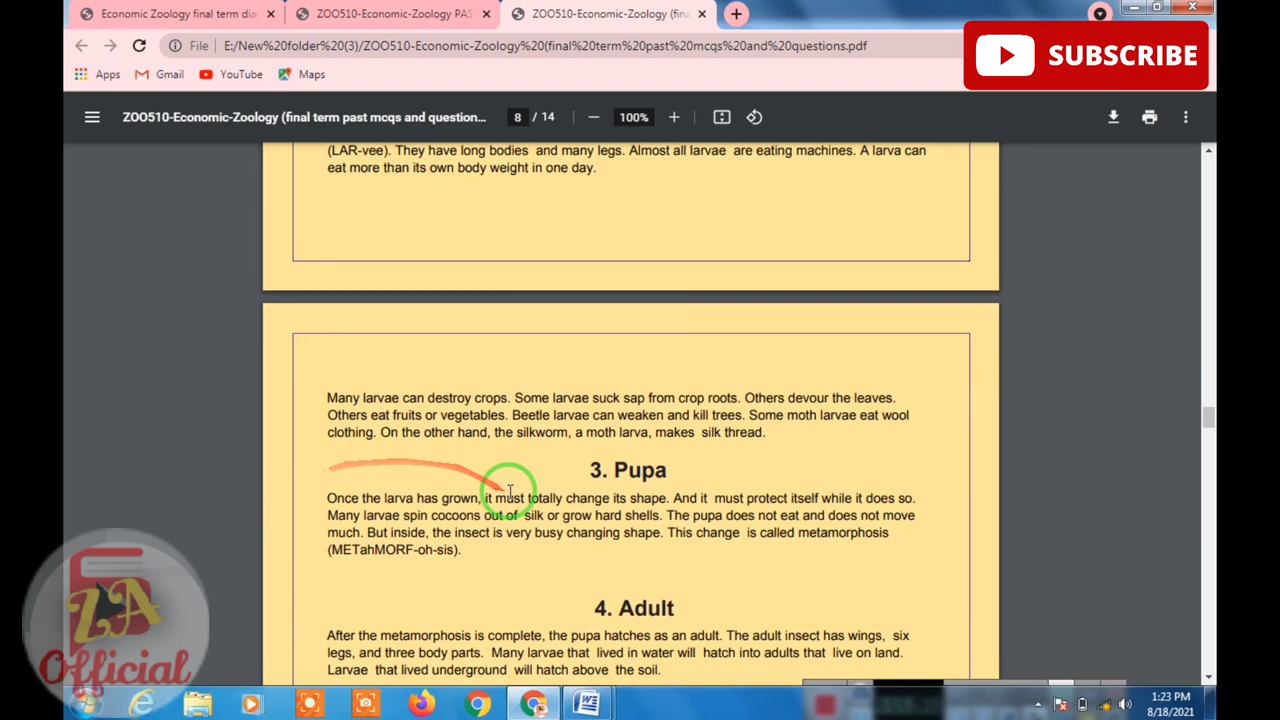 Economic Zoology final term dia
ZOO510-Economic-Zoology PAS
ZOO510-Economic-Zoology (fina
File
E:/New%20folder%20(3)/ZOO510-Economic-Zoology%20(final%20term%20past%20mcqs%20and%20questions.pdf
SUBSCRIBE
Apps
Gmail
YouTube
Maps
ZOO510-Economic-Zoology (final term past mcqs and question...
8 / 14
100%
(LAR-vee). They have long bodies and many legs. Almost all larvae are eating machines. A larva can
eat more than its own body weight in one day.
Many larvae can destroy crops. Some larvae suck sap from crop roots. Others devour the leaves.
Others eat fruits or vegetables. Beetle larvae can weaken and kill trees. Some moth larvae eat wool
clothing. On the other hand, the silkworm, a moth larva, makes silk thread.
3. Pupa
Once the larva has grown, it must totally change its shape. And it must protect itself while it does so.
Many larvae spin cocoons out of silk or grow hard shells. The pupa does not eat and does not move
much. But inside, the insect is very busy changing shape. This change is called metamorphosis
(METahMORF-oh-sis).
4. Adult
After the metamorphosis is complete, the pupa hatches as an adult. The adult insect has wings, six
legs, and three body parts. Many larvae that lived in water will hatch into adults that live on land.
Larvae that lived underground will hatch above the soil.
ZA
Official
1:23 PM
8/18/2021